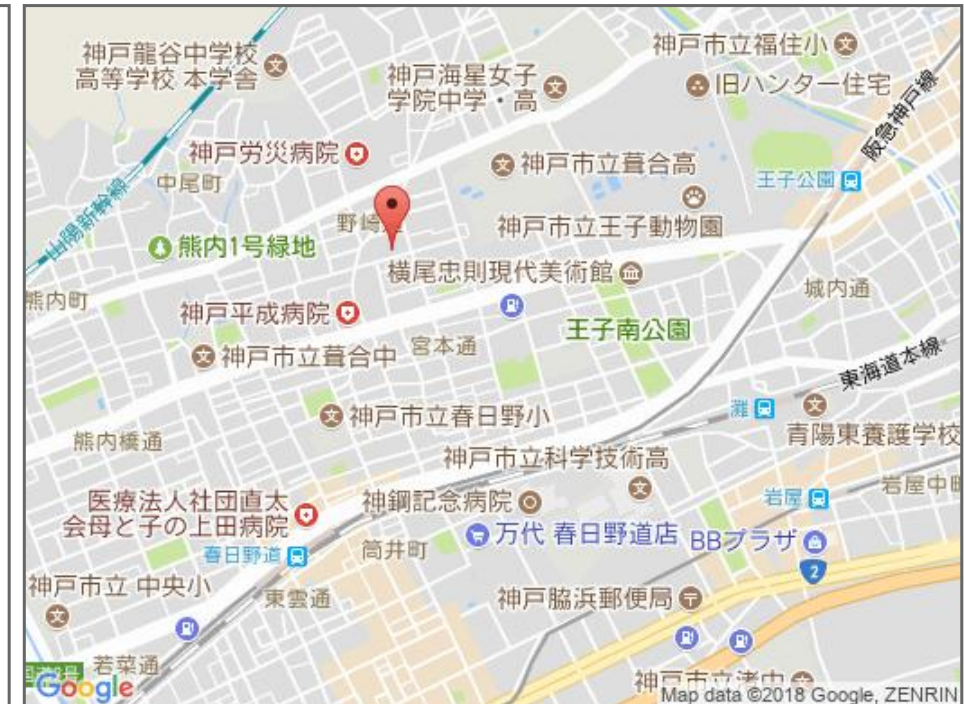 神戸龍谷中学校
高等学校 本学舎
神戸海星女子
学院中学・高
神戸市立福住小
旧ハンター住宅
阪急神戸線
神戸労災病院
中尾町
神戸市立葺合高
王子公園
山陽新幹線
野崎
神戸市立王子動物園
熊内1号緑地
横尾忠則現代美術館
城内通
熊内町
神戸平成病院
王子南公園
神戸市立葺合中
宮本通
東海道本線
神戸市立春日野小
灘
青陽東養護学校
熊内橋通
神戸市立科学技術高
医療法人社団直太
会母と子の上田病院
神鋼記念病院
岩屋
岩屋中
春日野道
筒井町
万代 春日野道店
BBプラザ
2
神戸市立 中央小
東雲通
神戸脇浜郵便局
若菜通
神戸市立渚中
Google
Map data ©2018 Google, ZENRIN